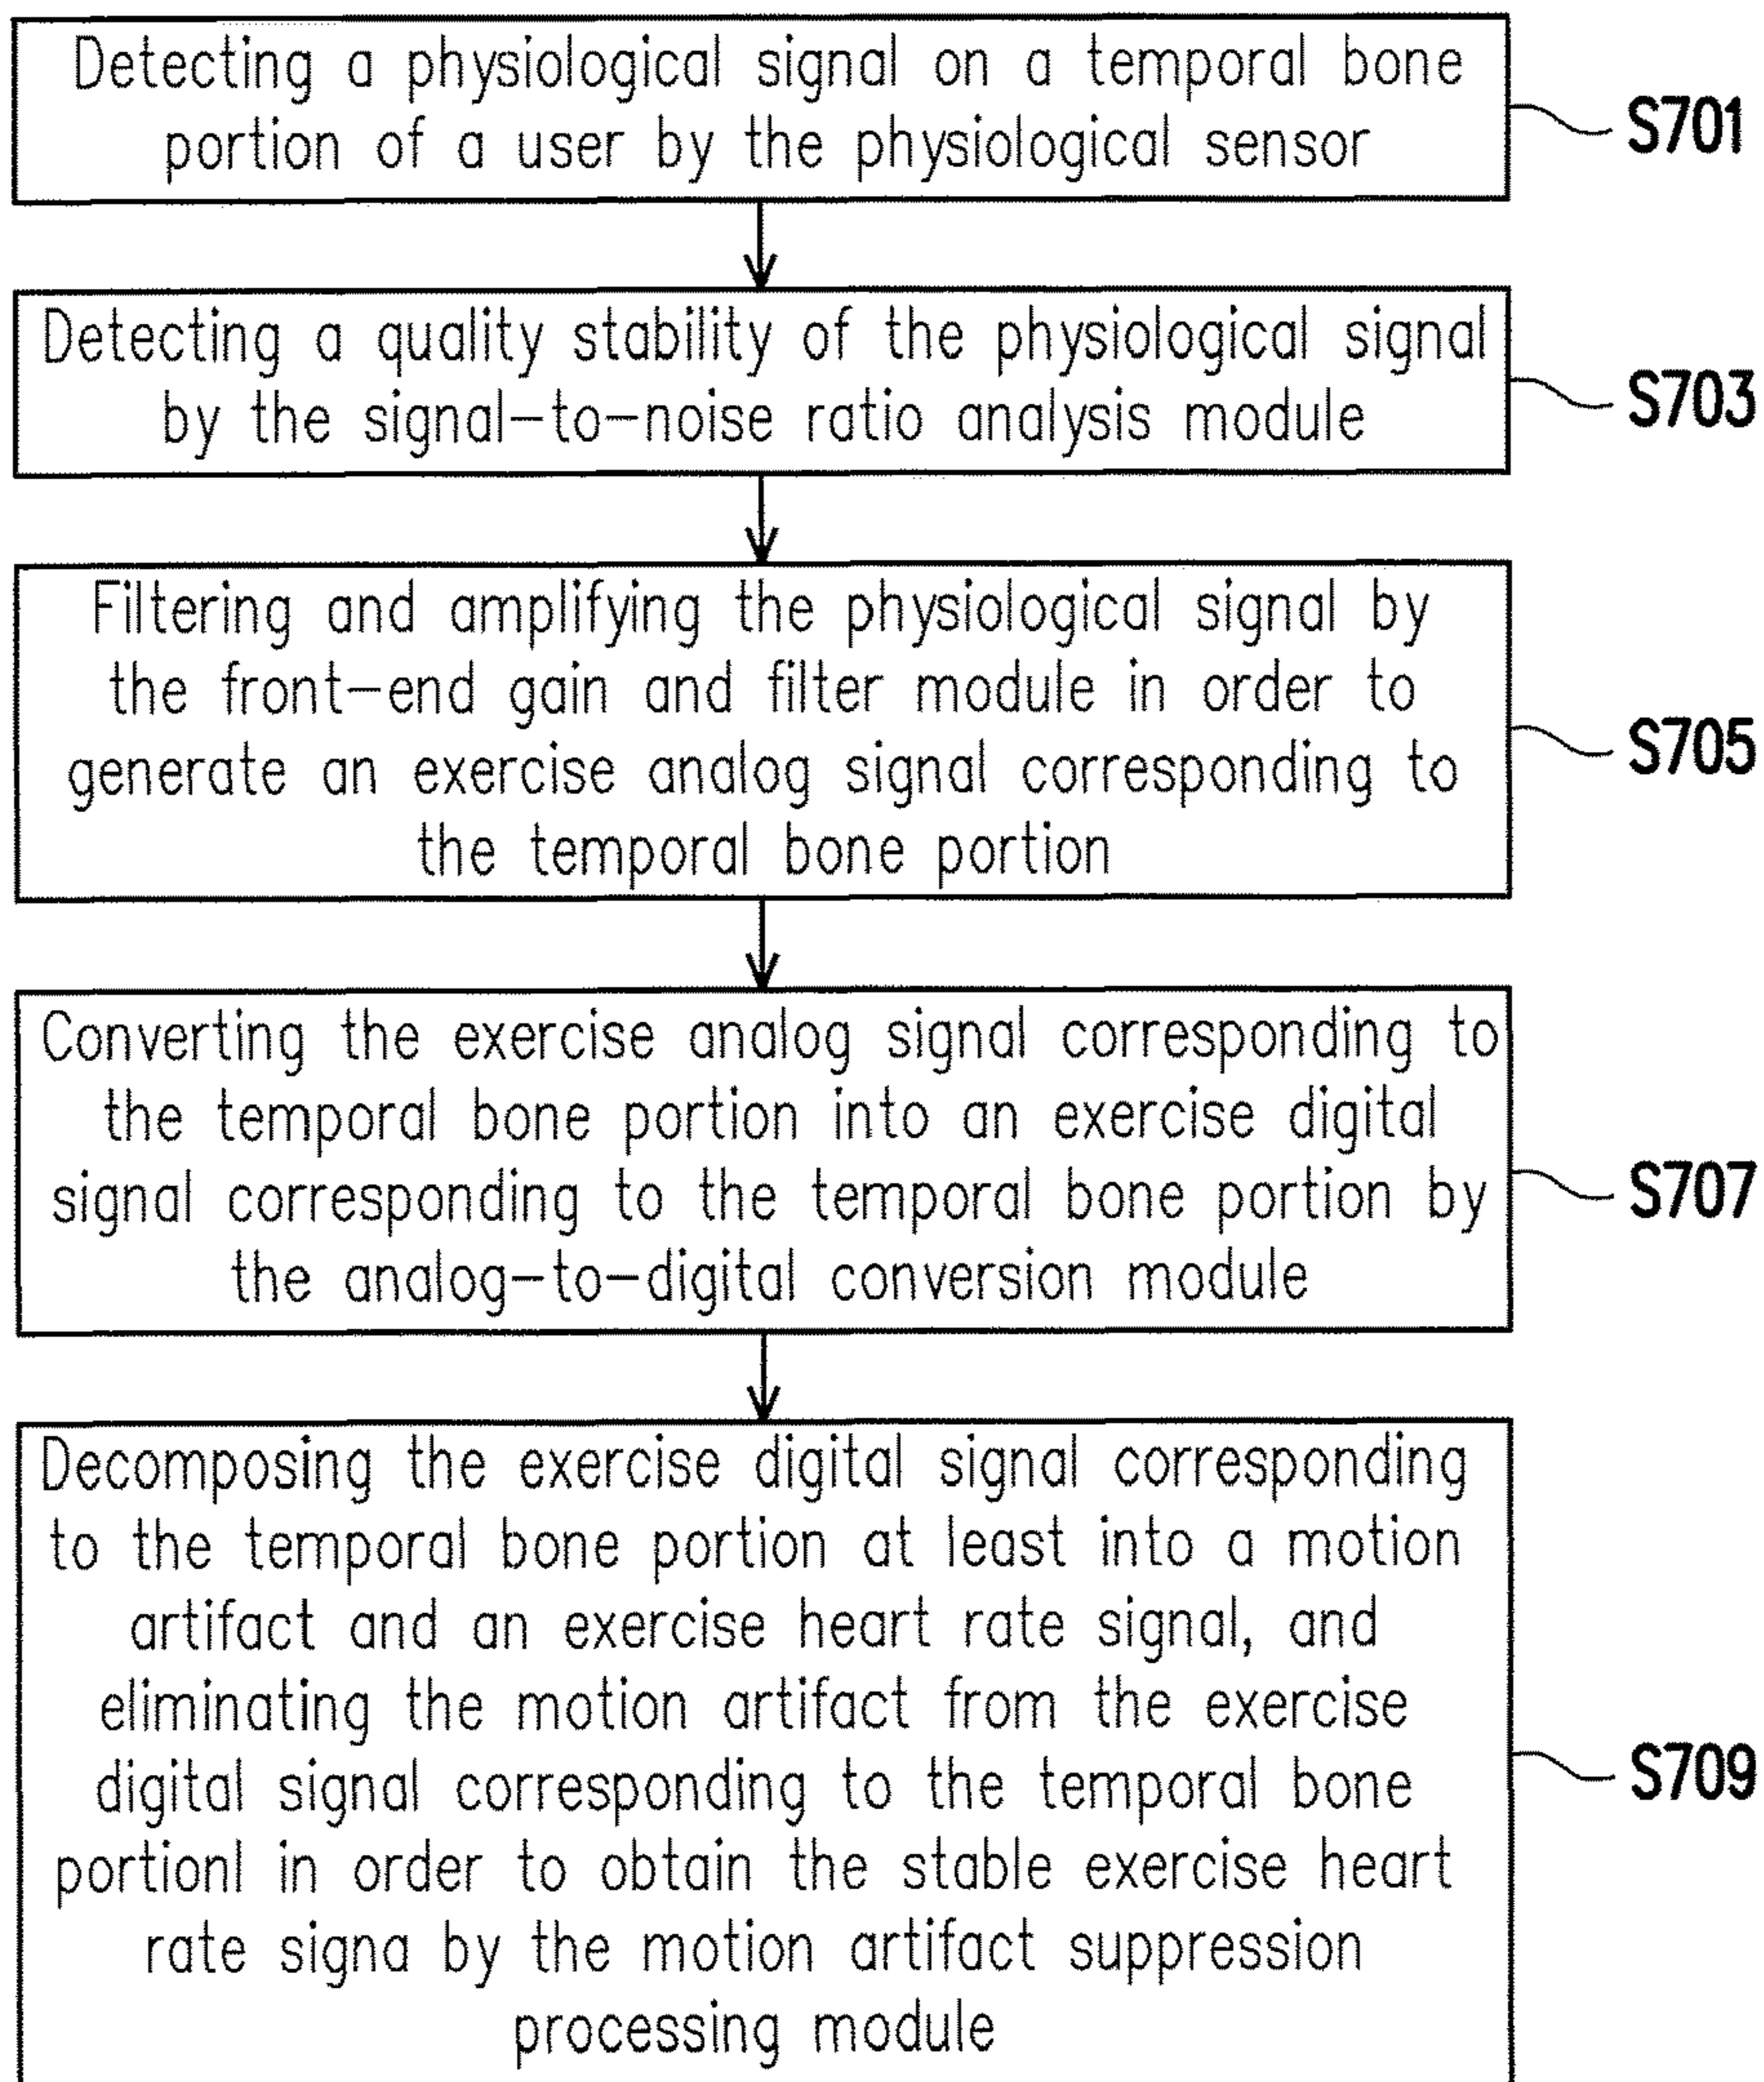 Detecting a physiological signal on a temporal bone
portion of a user by the physiological sensor
S701
Detecting a quality stability of the physiological signal
by the signal-to-noise ratio analysis module
S703
Filtering and amplifying the physiological signal by
the front-end gain and filter module in order to
generate an exercise analog signal corresponding to
the temporal bone portion
S705
Converting the exercise analog signal corresponding to
the temporal bone portion into an exercise digital
signal corresponding to the temporal bone portion by
the analog-to-digital conversion module
S707
Decomposing the exercise digital signal corresponding
to the temporal bone portion at least into a motion
artifact and an exercise heart rate signal, and
eliminating the motion artifact from the exercise
digital signal corresponding to the temporal bone
portionl in order to obtain the stable exercise heart
rate signa by the motion artifact suppression
processing module
S709